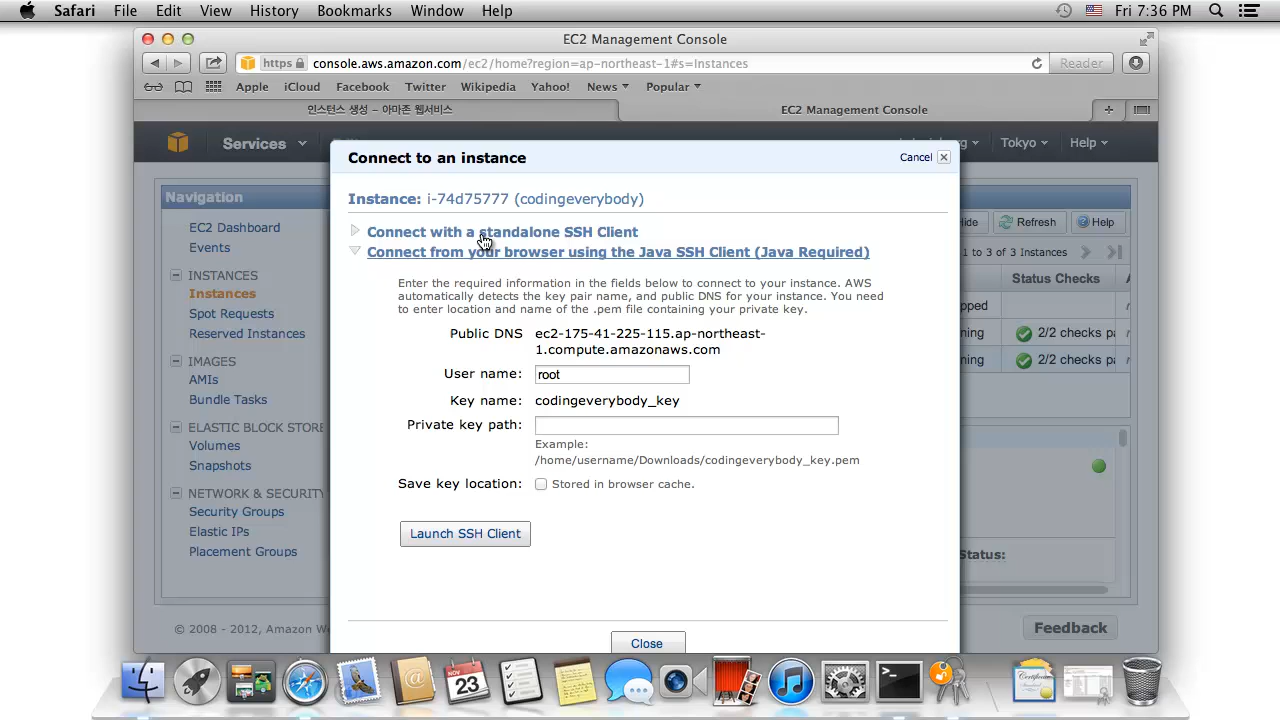 Safari File Edit View History Bookmarks Window Help
Fri 7:36 PM
EC2 Management Console
https console.aws.amazon.com/ec2/home?region=ap-northeast-1#s=Instances
Reader
Apple iCloud Facebook Twitter Wikipedia Yahoo! News Popular
인스턴스 생성 – 아마존 웹서비스
EC2 Management Console
Services
Tokyo Help
Connect to an instance
Cancel
Navigation
EC2 Dashboard
Events
INSTANCES
Instances
Spot Requests
Reserved Instances
IMAGES
AMIs
Bundle Tasks
ELASTIC BLOCK STORE
Volumes
Snapshots
NETWORK & SECURITY
Security Groups
Elastic IPs
Placement Groups
Instance: i-74d75777 (codingeverybody)
Connect with a standalone SSH Client
Connect from your browser using the Java SSH Client (Java Required)
Enter the required information in the fields below to connect to your instance. AWS
automatically detects the key pair name, and public DNS for your instance. You need
to enter location and name of the .pem file containing your private key.
Public DNS ec2-175-41-225-115.ap-northeast-
1.compute.amazonaws.com
User name: root
Key name: codingeverybody_key
Private key path:
Example:
/home/username/Downloads/codingeverybody_key.pem
Save key location: Stored in browser cache.
Launch SSH Client
Close
Refresh Help
1 to 3 of 3 Instances
Status Checks
2/2 checks pa
2/2 checks pa
Status:
© 2008 - 2012, Amazon We
Feedback
NOV
23